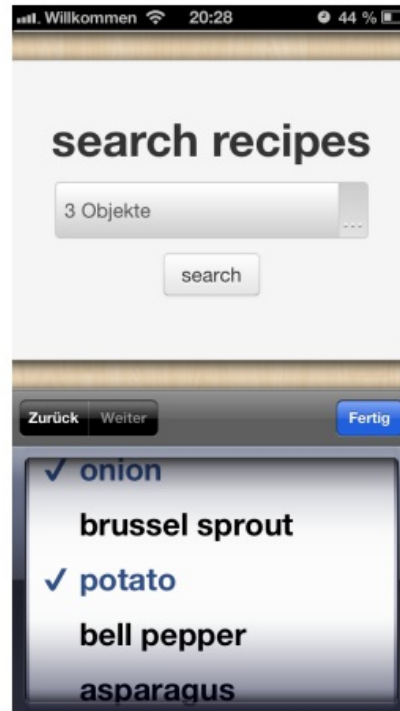 Willkommen 20:28 44 %
search recipes
3 Objekte
...
search
Zurück Weiter Fertig
✓ onion
brussel sprout
✓ potato
bell pepper
asparagus